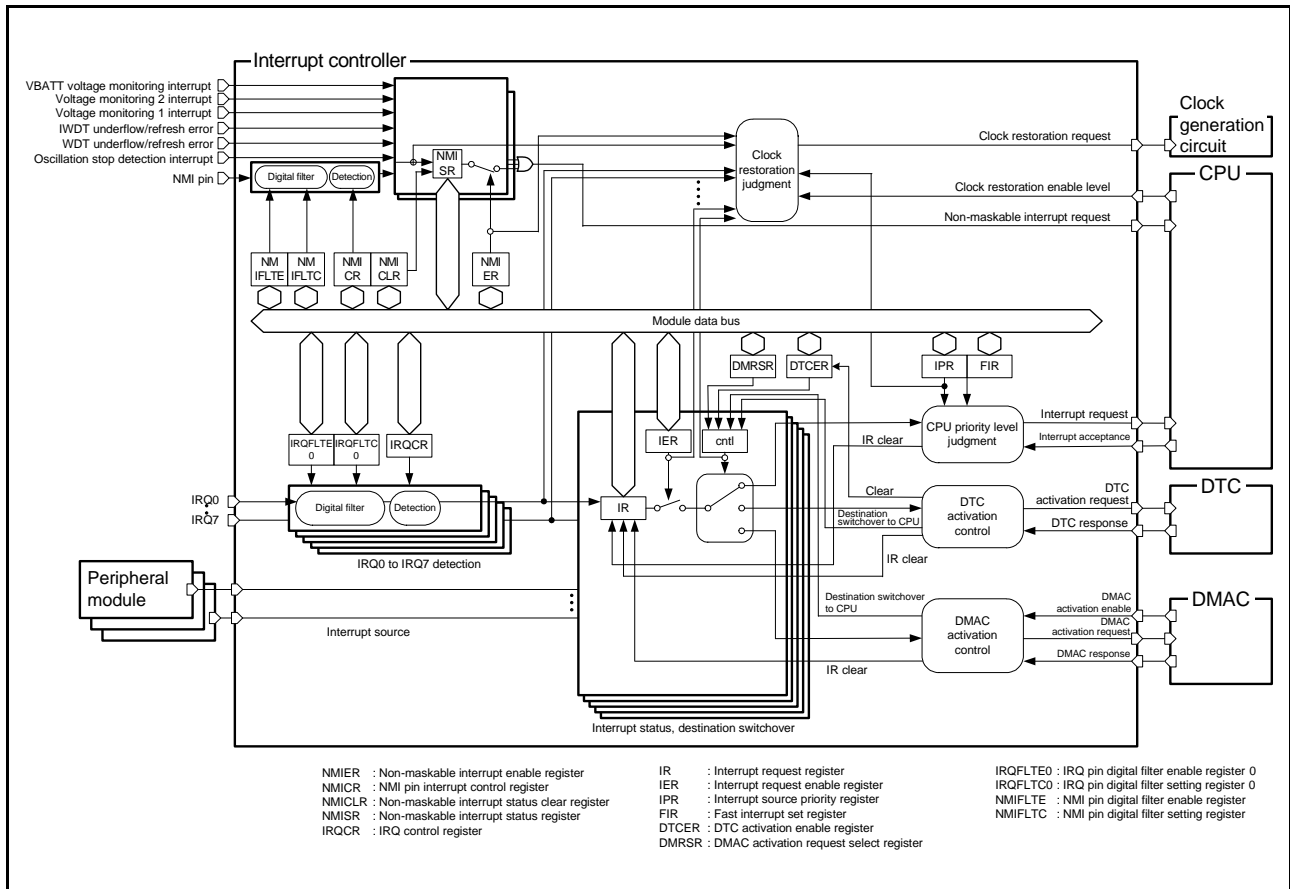 Interrupt controller
VBATT voltage monitoring interrupt
Voltage monitoring 2 interrupt
Voltage monitoring 1 interrupt
IWDT underflow/refresh error
WDT underflow/refresh error
Oscillation stop detection interrupt
NMI pin
Digital filter
Detection
NMI
SR
Clock
restoration
judgment
Clock restoration request
Clock restoration enable level
Non-maskable interrupt request
Clock
generation
circuit
CPU
NM
IFLTE
NM
IFLTC
NMI
CR
NMI
CLR
NMI
ER
Module data bus
DMRSR
DTCER
IPR
FIR
IRQFLTE
0
IRQFLTC
0
IRQCR
IER
cntl
CPU priority level
judgment
Interrupt request
Interrupt acceptance
IR clear
IRQ0
IRQ7
Digital filter
Detection
IRQ0 to IRQ7 detection
IR
Clear
Destination
switchover to CPU
DTC
activation
control
DTC
activation request
DTC response
DTC
IR clear
Peripheral
module
Interrupt source
Destination switchover
to CPU
DMAC
activation
control
DMAC
activation enable
DMAC
activation request
DMAC response
DMAC
IR clear
Interrupt status, destination switchover
NMIER : Non-maskable interrupt enable register
NMICR : NMI pin interrupt control register
NMICLR : Non-maskable interrupt status clear register
NMISR : Non-maskable interrupt status register
IRQCR : IRQ control register
IR : Interrupt request register
IER : Interrupt request enable register
IPR : Interrupt source priority register
FIR : Fast interrupt set register
DTCER : DTC activation enable register
DMRSR : DMAC activation request select register
IRQFLTE0 : IRQ pin digital filter enable register 0
IRQFLTC0 : IRQ pin digital filter setting register 0
NMIFLTE : NMI pin digital filter enable register
NMIFLTC : NMI pin digital filter setting register